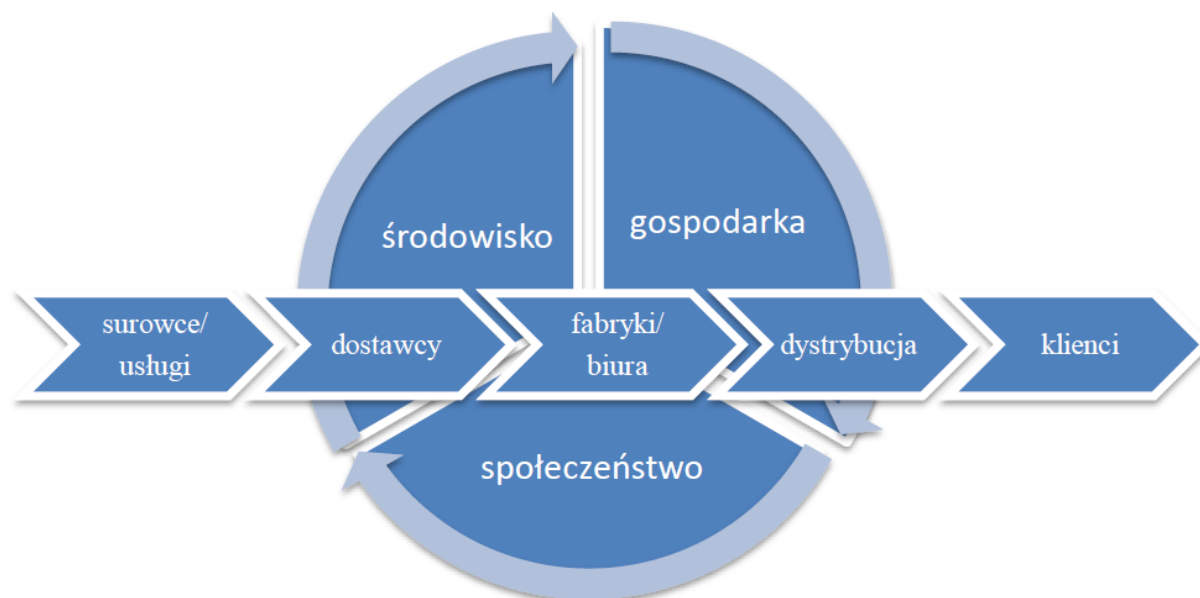 środowisko
gospodarka
surowce/
usługi
dostawcy
fabryki/
biura
dystrybucja
klienci
społeczeństwo